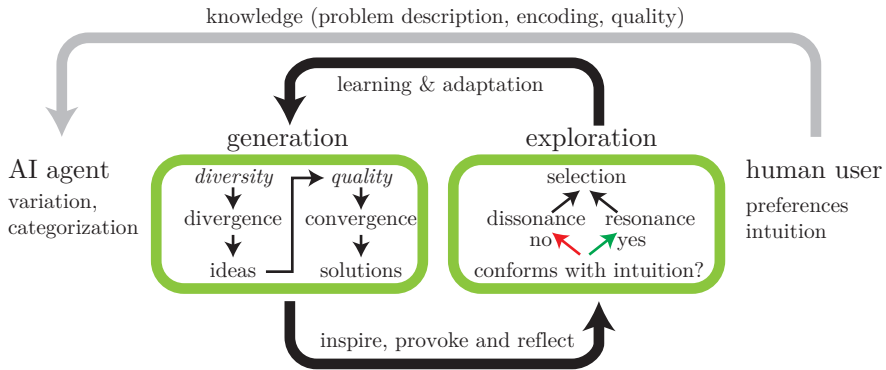 knowledge (problem description, encoding, quality)
learning & adaptation
generation
exploration
AI agent
variation,
categorization
diversity
quality
divergence
convergence
ideas
solutions
selection
dissonance
resonance
no
yes
conforms with intuition?
human user
preferences
intuition
inspire, provoke and reflect